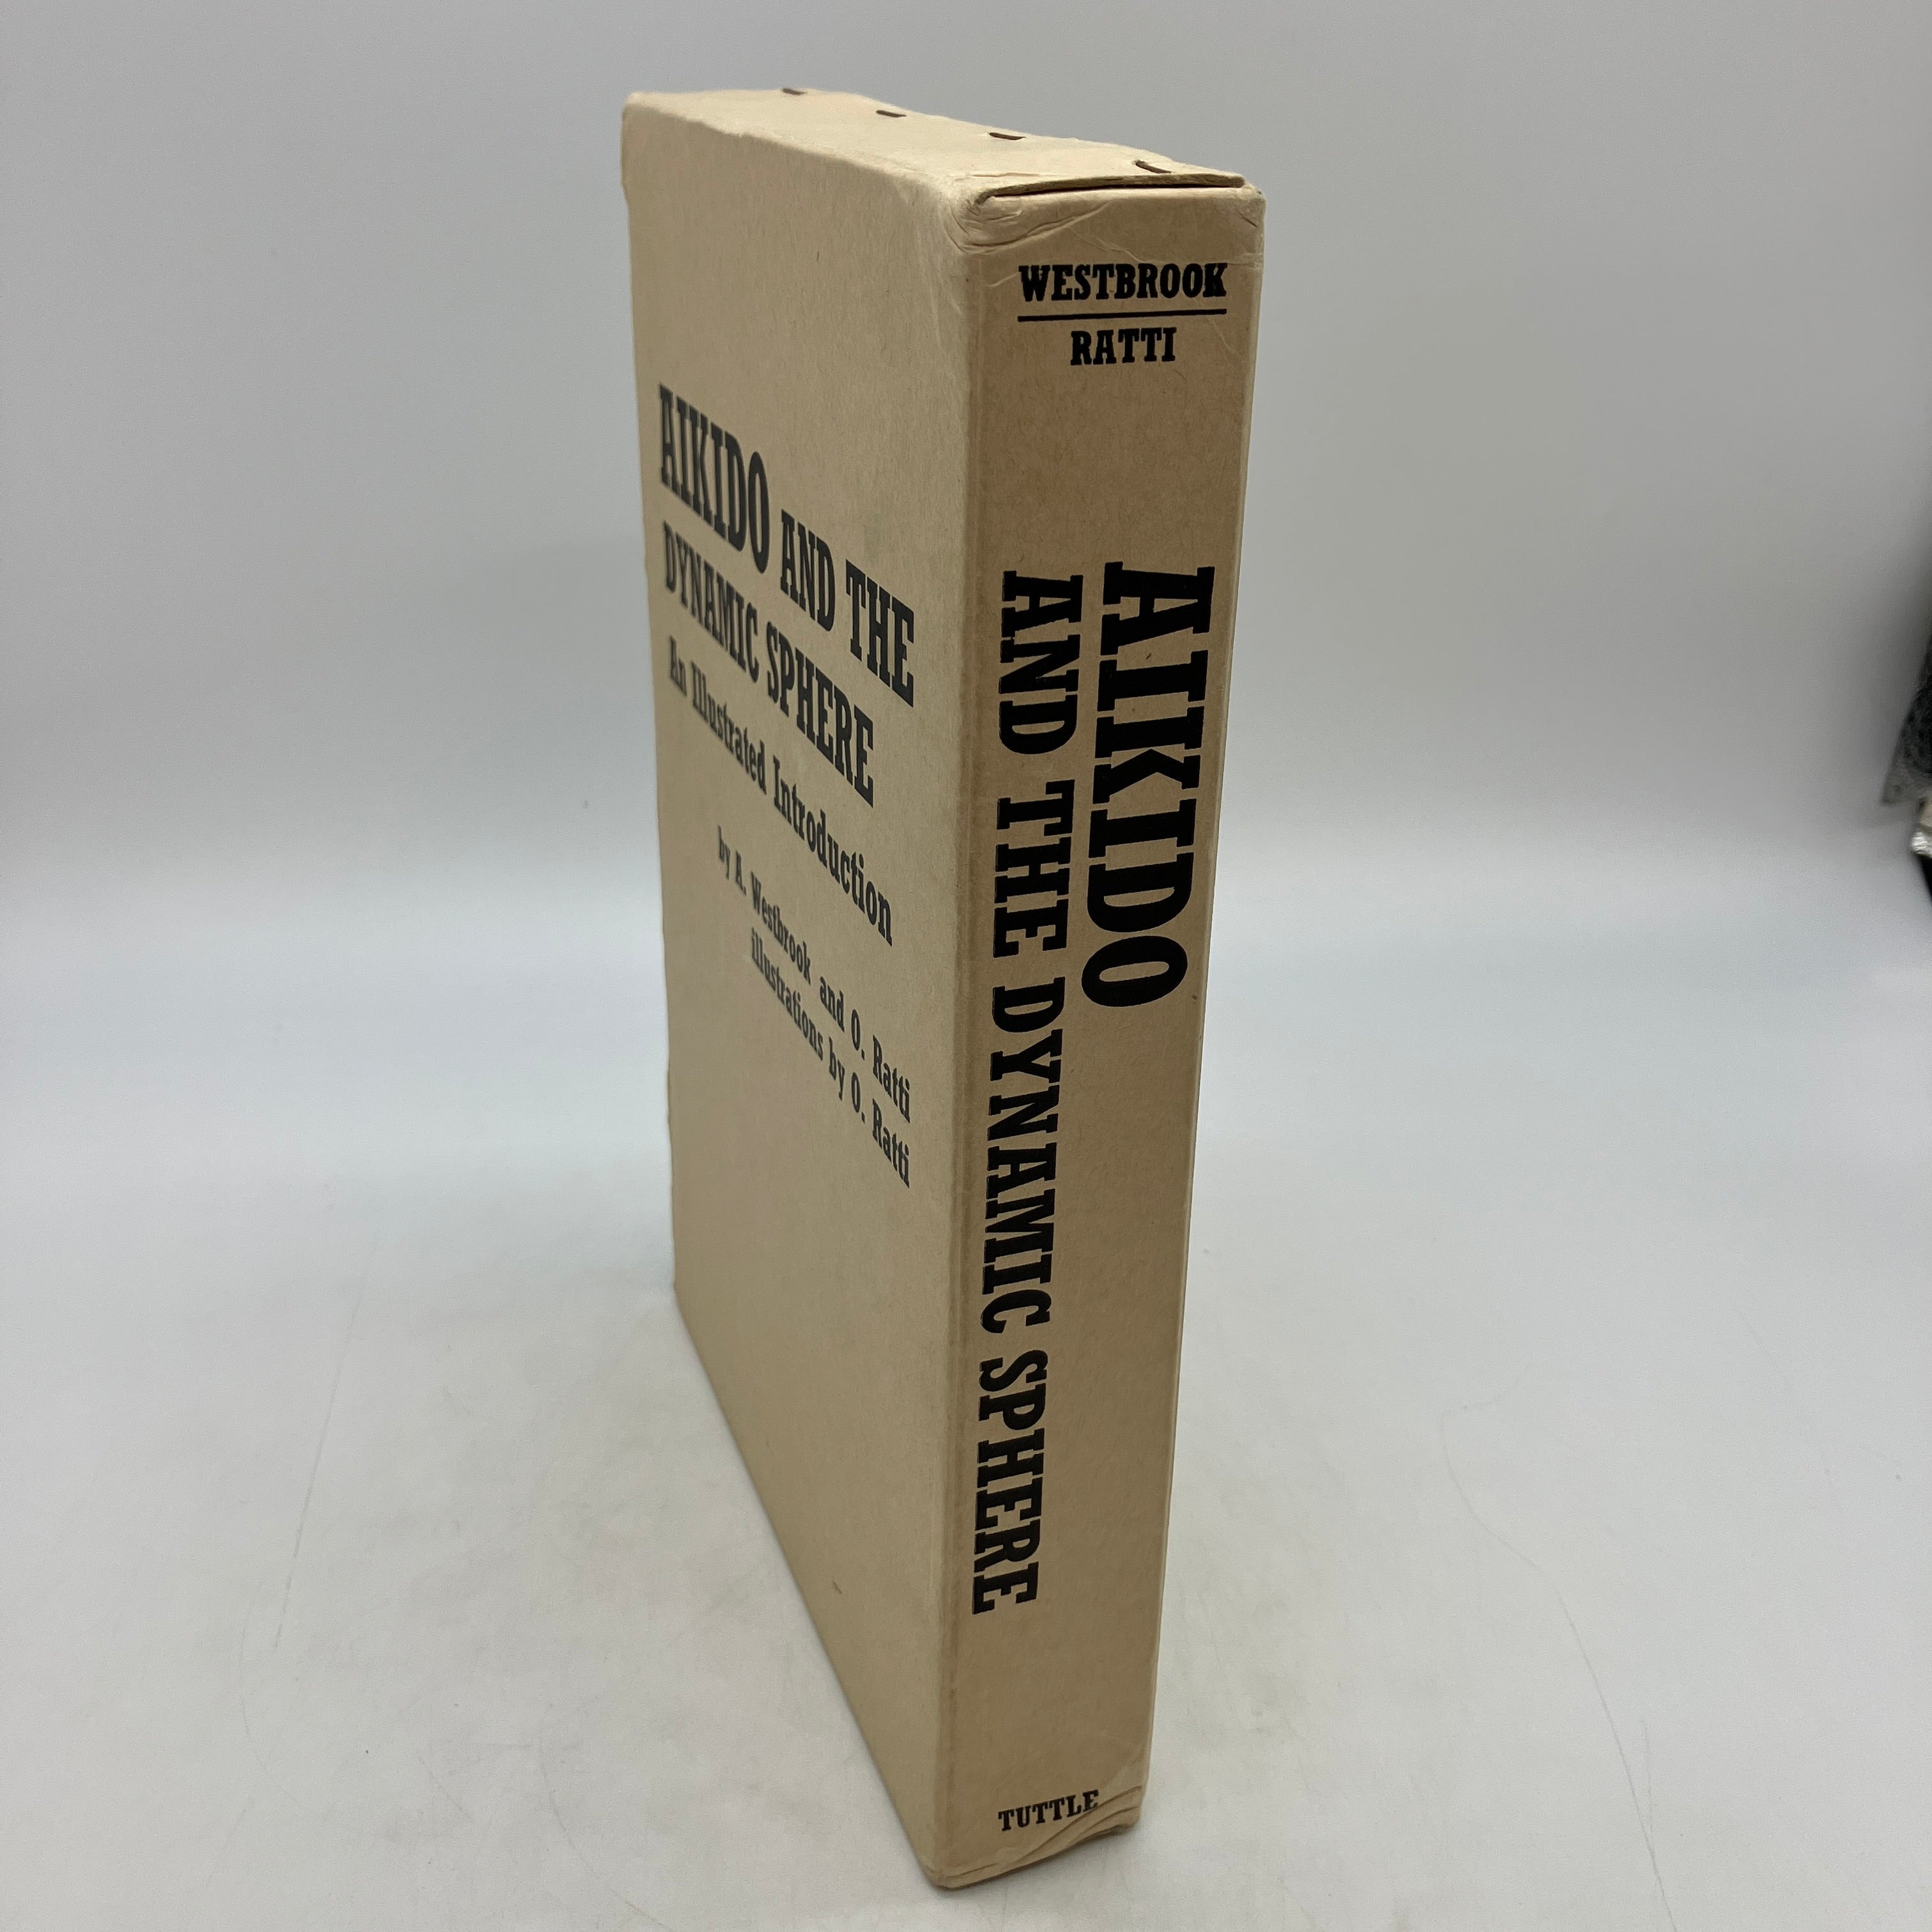 AIKIDO AND THE
DYNAMIC SPHERE
An Illustrated Introduction
by A. Westbrook and O. Ratti
illustrations by O. Ratti
WESTBROOK
RATTI
AIKIDO
AND THE DYNAMIC SPHERE
TUTTLE